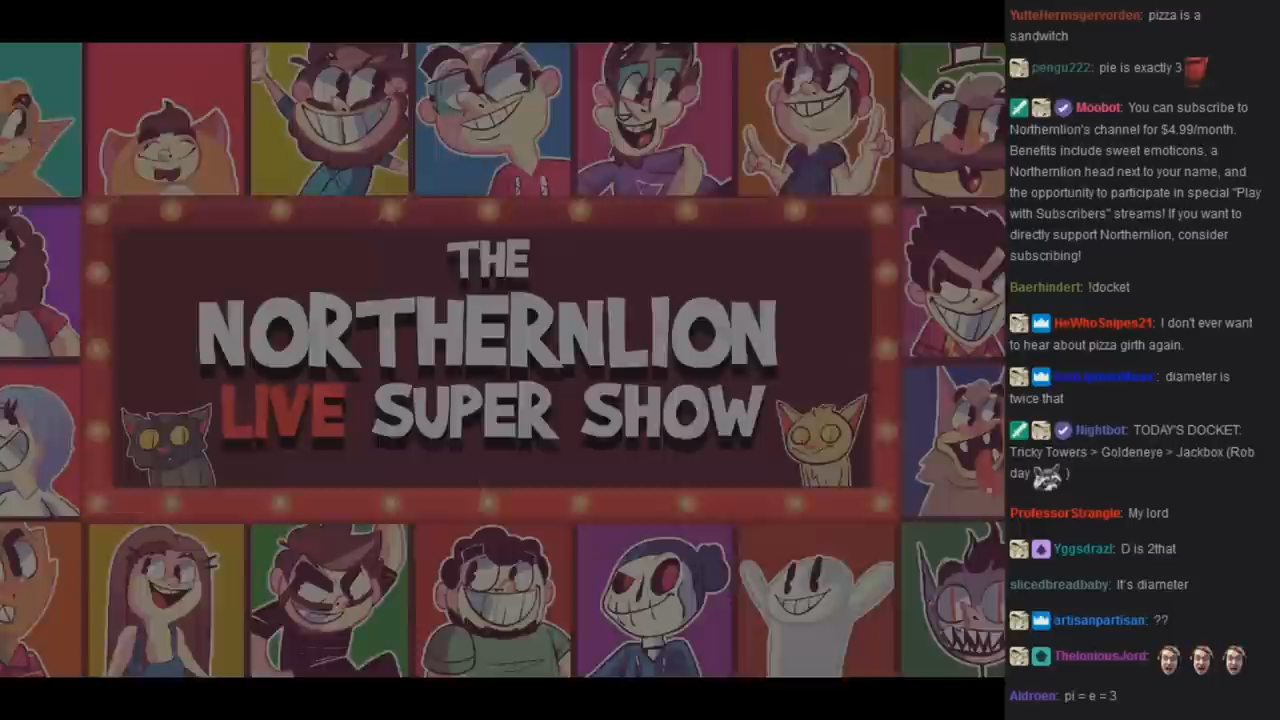 THE
NORTHERNLION
LIVE SUPER SHOW
YutteHermsgervorden: pizza is a
sandwitch
pengu222: pie is exactly 3
Moobot: You can subscribe to
Northernlion's channel for $4.99/month.
Benefits include sweet emoticons, a
Northernlion head next to your name, and
the opportunity to participate in special "Play
with Subscribers" streams! If you want to
directly support Northernlion, consider
subscribing!
Baerhindert: !docket
HeWhoSnipes21: I don't ever want
to hear about pizza girth again.
: diameter is
twice that
Nightbot: TODAY'S DOCKET:
Tricky Towers > Goldeneye > Jackbox (Rob
day )
ProfessorStrangle: My lord
Yggsdrazl: D is 2that
slicedbreadbaby: It's diameter
artisanpartisan: ??
TheloniousJord:
Aldroen: pi = e = 3